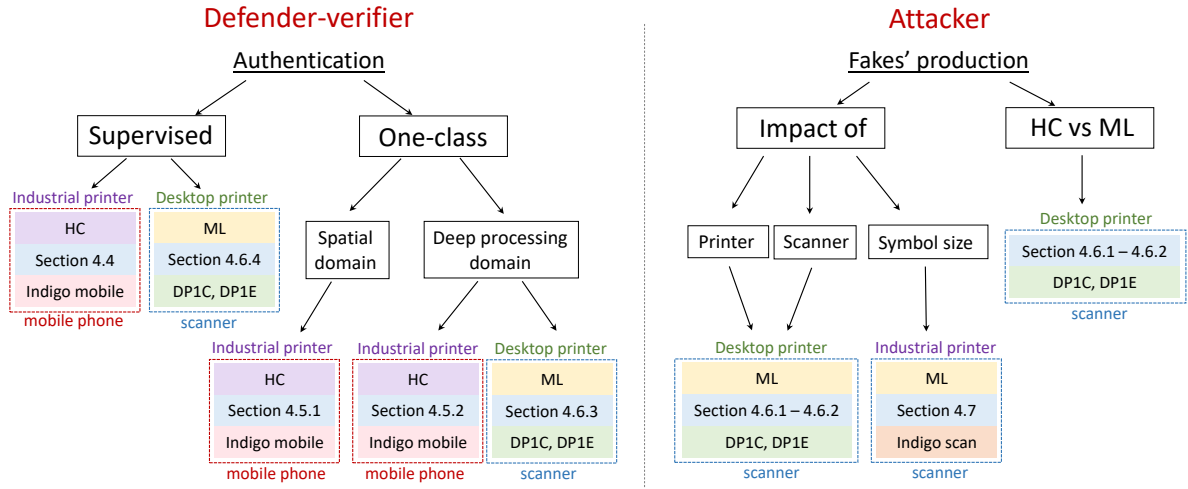 Defender-verifier
Authentication
Supervised
One-class
Industrial printer
HC
Section 4.4
Indigo mobile
mobile phone
Desktop printer
ML
Section 4.6.4
DP1C, DP1E
scanner
Spatial
domain
Deep processing
domain
Industrial printer
HC
Section 4.5.1
Indigo mobile
mobile phone
Industrial printer
HC
Section 4.5.2
Indigo mobile
mobile phone
Desktop printer
ML
Section 4.6.3
DP1C, DP1E
scanner
Attacker
Fakes' production
Impact of
HC vs ML
Printer
Scanner
Symbol size
Desktop printer
Section 4.6.1 – 4.6.2
DP1C, DP1E
scanner
Desktop printer
ML
Section 4.6.1 – 4.6.2
DP1C, DP1E
scanner
Industrial printer
ML
Section 4.7
Indigo scan
scanner